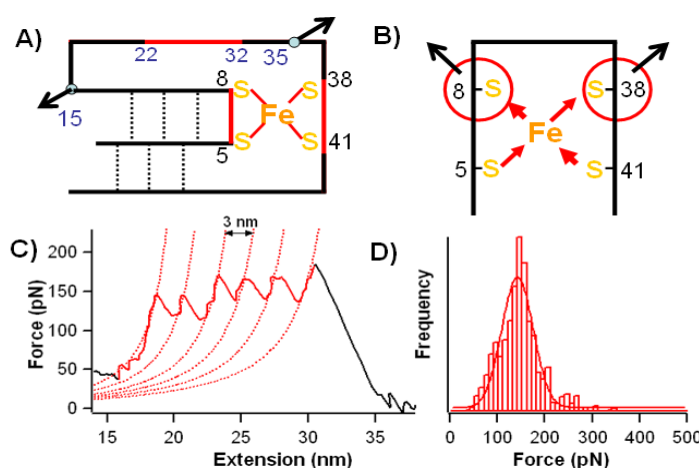 A)
22
32
35
15
8
38
S
S
Fe
S
S
5
41
B)
8
S
S
38
Fe
5
S
S
41
C)
3 nm
200
150
100
50
0
Force (pN)
15
20
25
30
35
Extension (nm)
D)
Frequency
0
100
200
300
400
500
Force (pN)